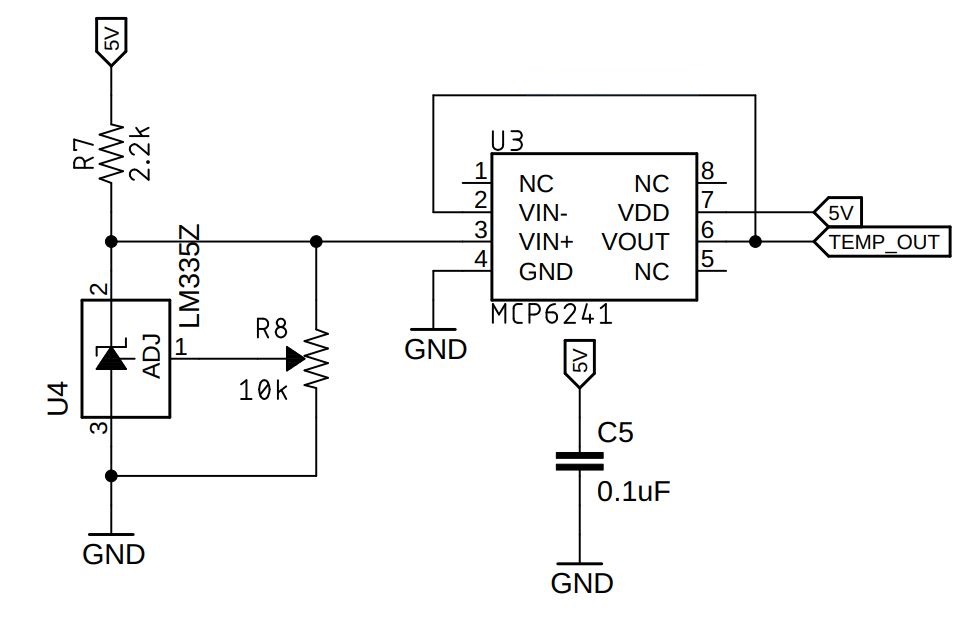 5V
R7
2.2k
LM335Z
2
ADJ
1
U4
3
R8
10k
GND
U3
1
NC
2
VIN-
3
VIN+
4
GND
NC
8
VDD
7
VOUT
6
NC
5
MCP6241
5V
TEMP_OUT
GND
5V
C5
0.1uF
GND